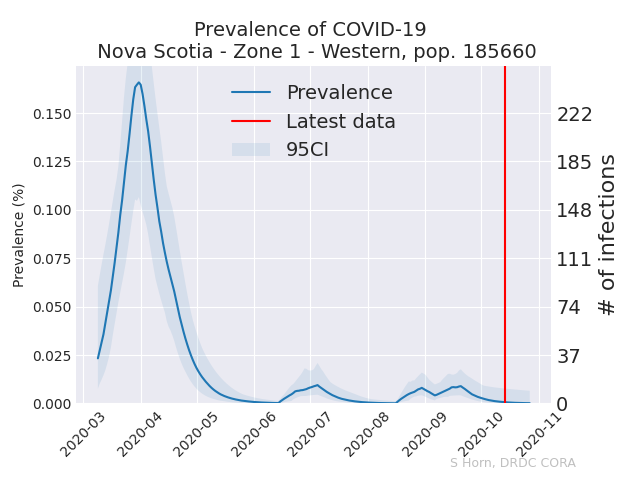 Prevalence of COVID-19
Nova Scotia - Zone 1 - Western, pop. 185660
Prevalence
Latest data
95CI
Prevalence (%)
0.150
0.125
0.100
0.075
0.050
0.025
0.000
222
185
148
111
74
37
0
# of infections
2020-03
2020-04
2020-05
2020-06
2020-07
2020-08
2020-09
2020-10
2020-11
S Horn, DRDC CORA